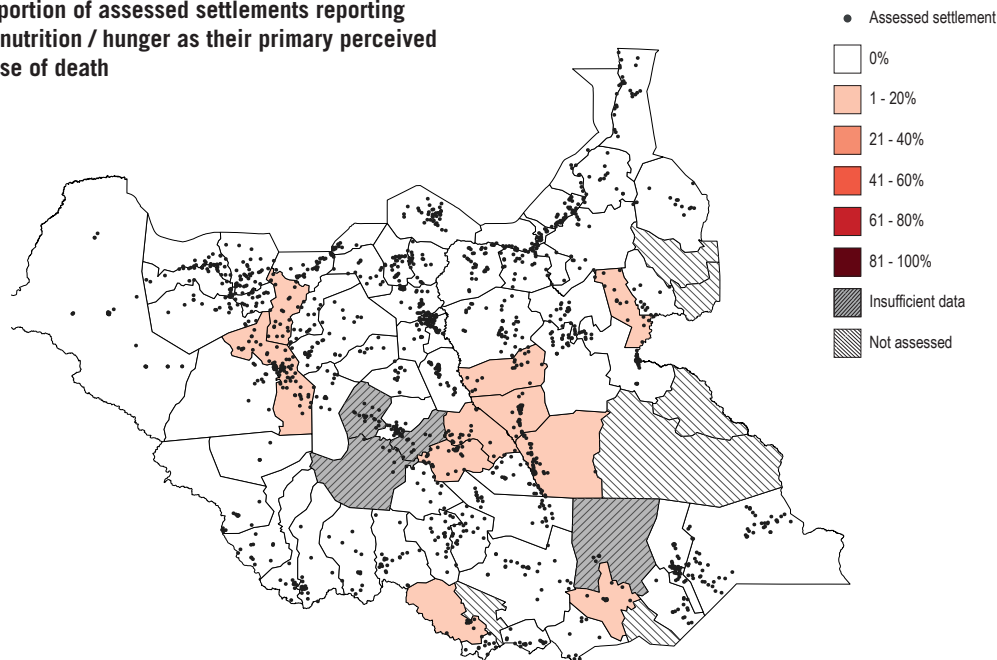 portion of assessed settlements reporting
nutrition / hunger as their primary perceived
se of death
Assessed settlement
0%
1 - 20%
21 - 40%
41 - 60%
61 - 80%
81 - 100%
Insufficient data
Not assessed